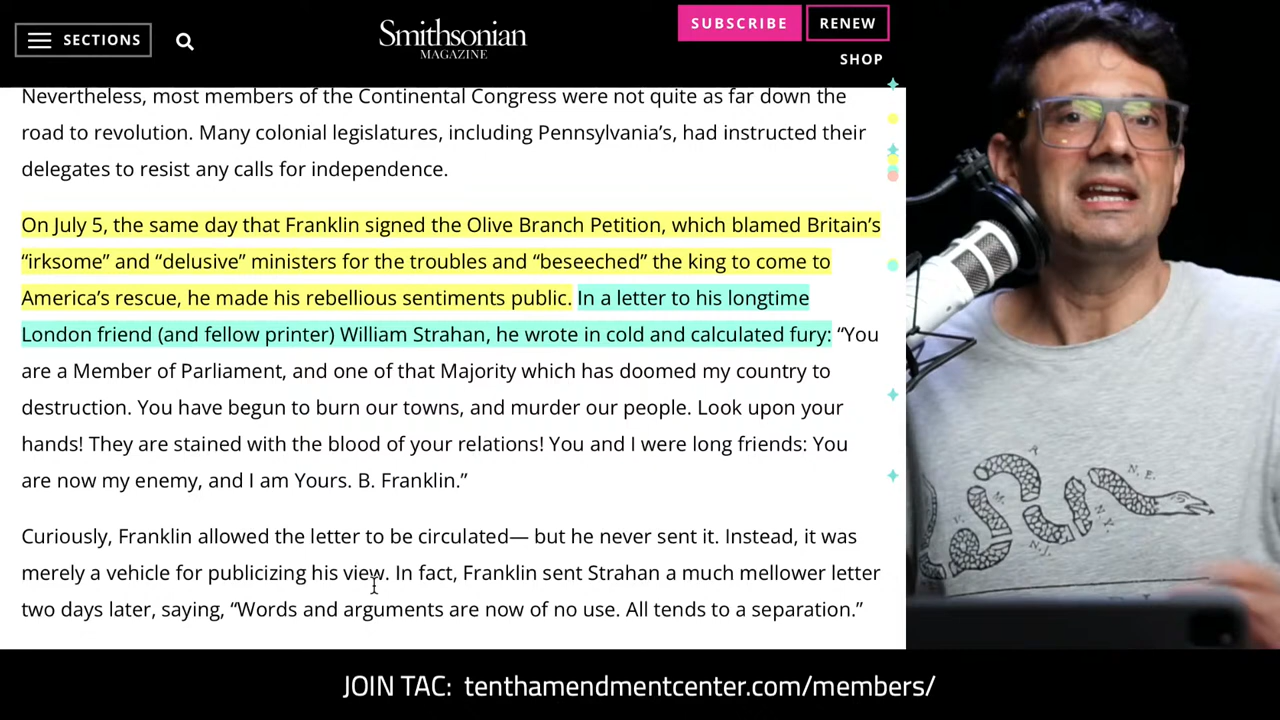 SECTIONS
Smithsonian
MAGAZINE
SUBSCRIBE
RENEW
SHOP
Nevertheless, most members of the Continental Congress were not quite as far down the
road to revolution. Many colonial legislatures, including Pennsylvania’s, had instructed their
delegates to resist any calls for independence.
On July 5, the same day that Franklin signed the Olive Branch Petition, which blamed Britain’s
“irksome” and “delusive” ministers for the troubles and “beseeched” the king to come to
America’s rescue, he made his rebellious sentiments public. In a letter to his longtime
London friend (and fellow printer) William Strahan, he wrote in cold and calculated fury: “You
are a Member of Parliament, and one of that Majority which has doomed my country to
destruction. You have begun to burn our towns, and murder our people. Look upon your
hands! They are stained with the blood of your relations! You and I were long friends: You
are now my enemy, and I am Yours. B. Franklin.”
Curiously, Franklin allowed the letter to be circulated— but he never sent it. Instead, it was
merely a vehicle for publicizing his view. In fact, Franklin sent Strahan a much mellower letter
two days later, saying, “Words and arguments are now of no use. All tends to a separation.”
R.
N. E.
M.
V.
N.Y.
N.J.
JOIN TAC: tenthamendmentcenter.com/members/